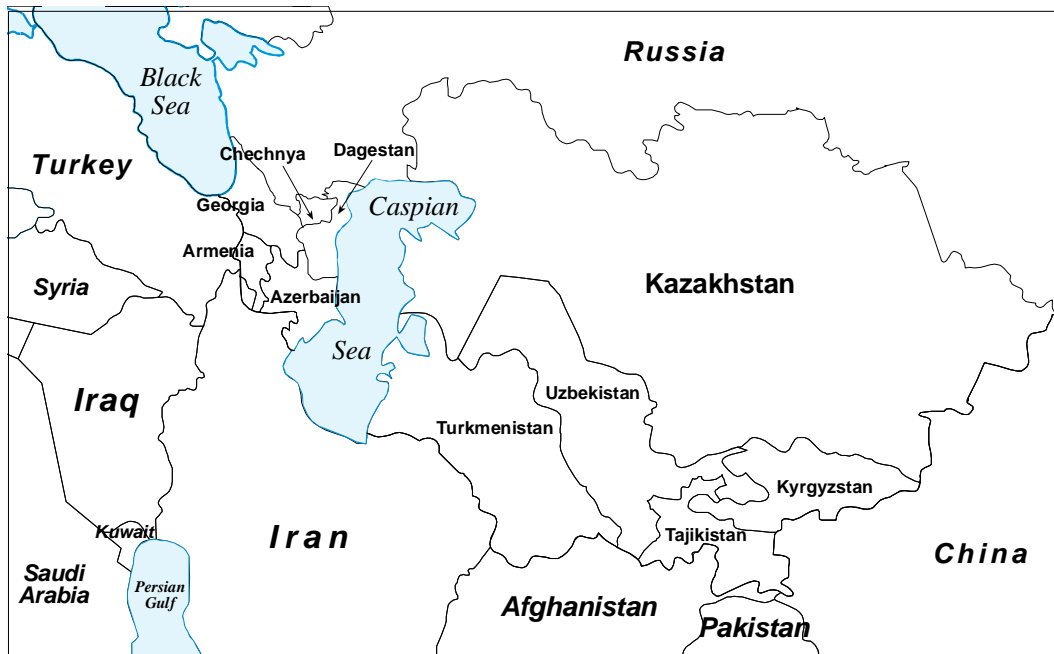 Russia
Black
Sea
Chechnya
Dagestan
Turkey
Georgia
Caspian
Armenia
Syria
Azerbaijan
Kazakhstan
Sea
Iraq
Uzbekistan
Turkmenistan
Kyrgyzstan
Kuwait
Iran
Tajikistan
China
Saudi
Arabia
Persian
Gulf
Afghanistan
Pakistan